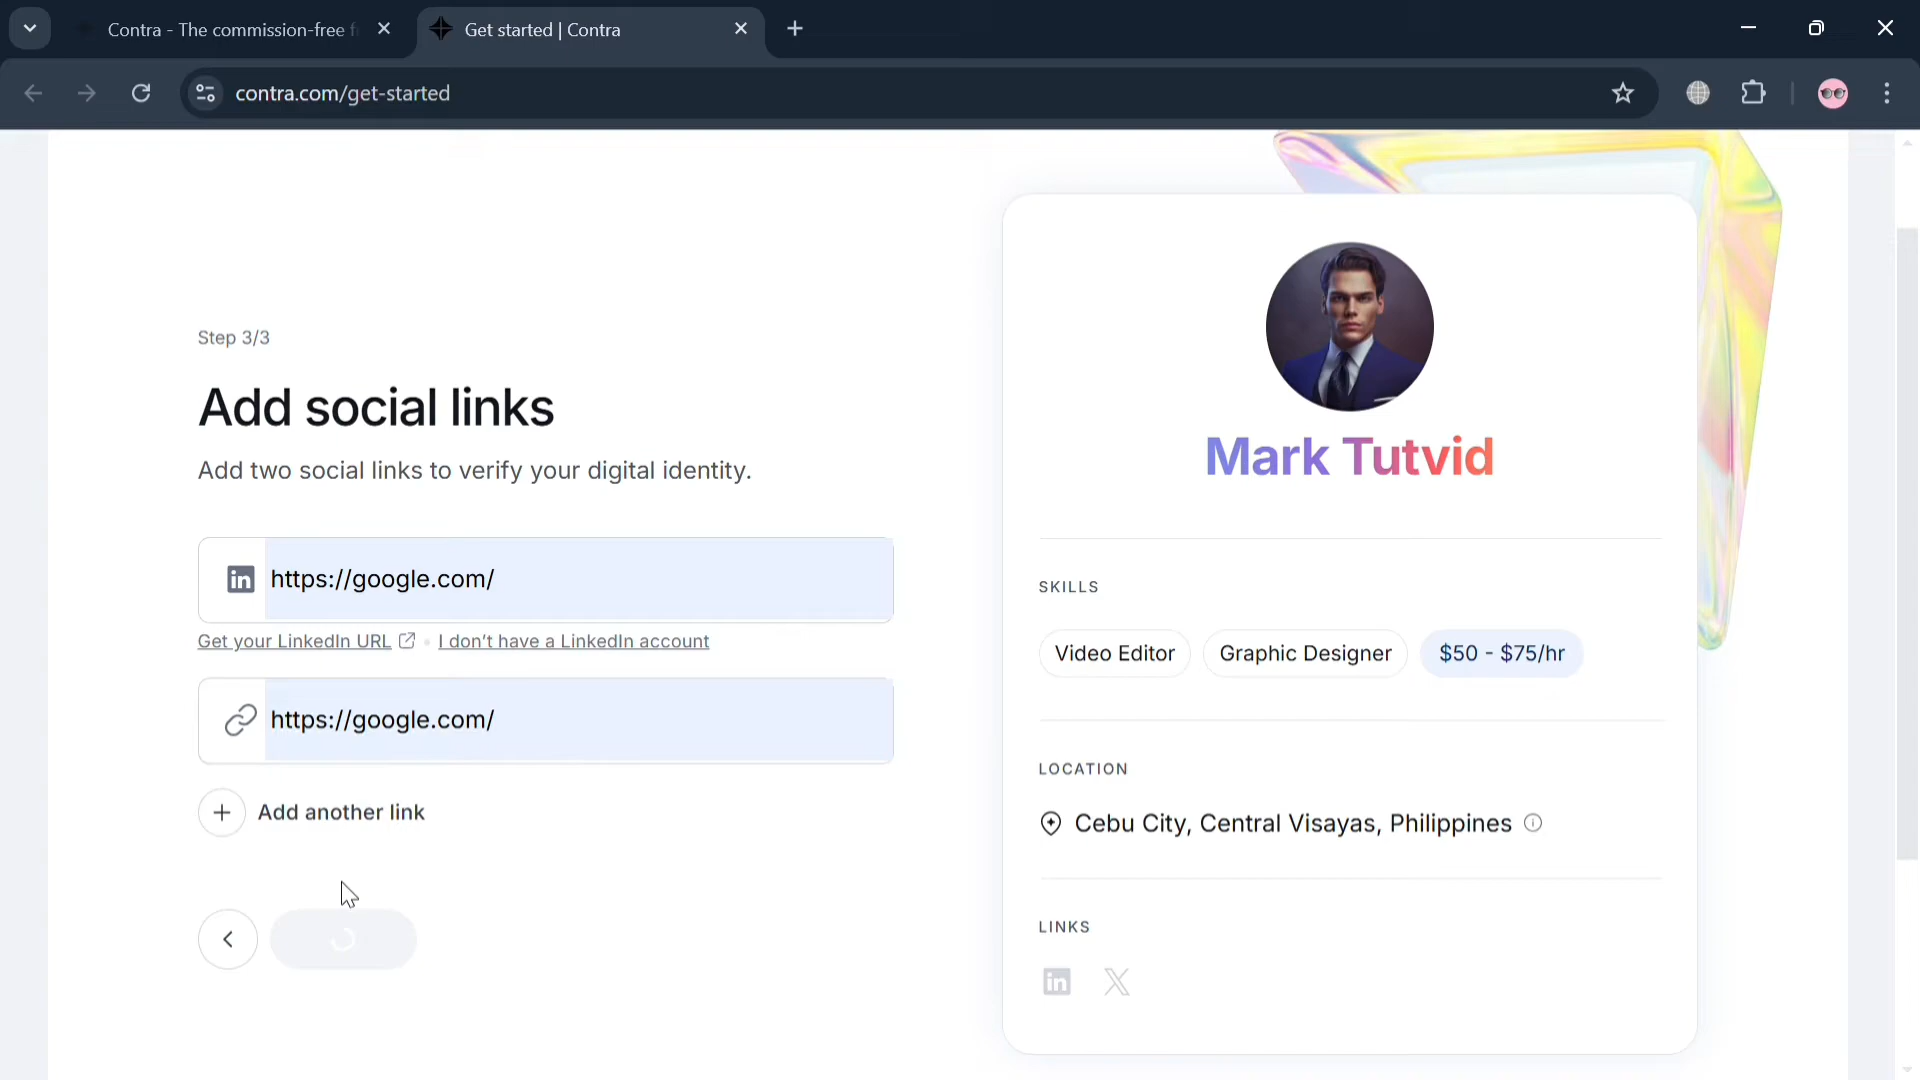 Contra - The commission-free f
Get started | Contra
contra.com/get-started
Step 3/3
Add social links
Add two social links to verify your digital identity.
in https://google.com/
Get your LinkedIn URL • I don't have a LinkedIn account
https://google.com/
Add another link
Mark Tutvid
SKILLS
Video Editor
Graphic Designer
$50 - $75/hr
LOCATION
Cebu City, Central Visayas, Philippines
LINKS
in X